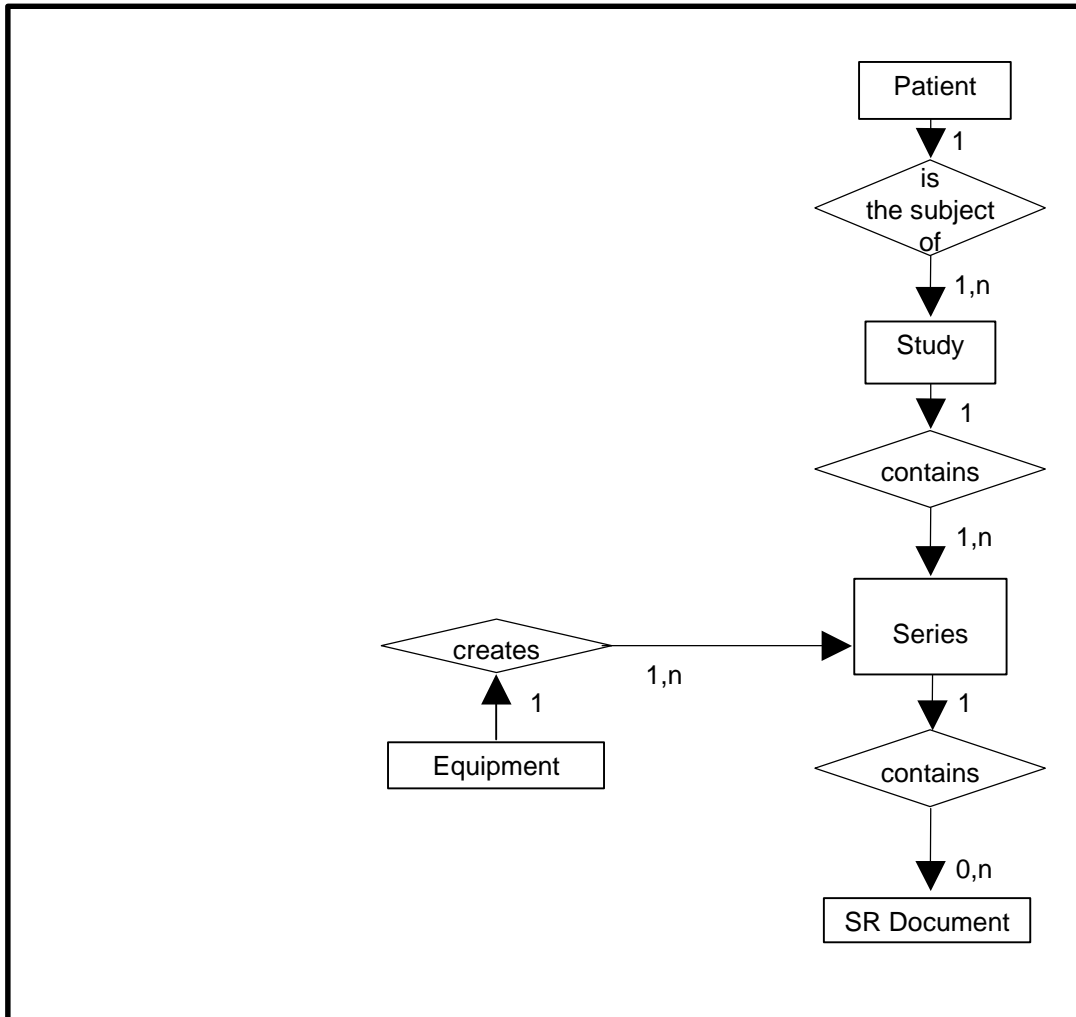 Patient
1
is
the subject
of
1,n
Study
1
contains
1,n
Series
creates
1,n
1
1
Equipment
contains
0,n
SR Document